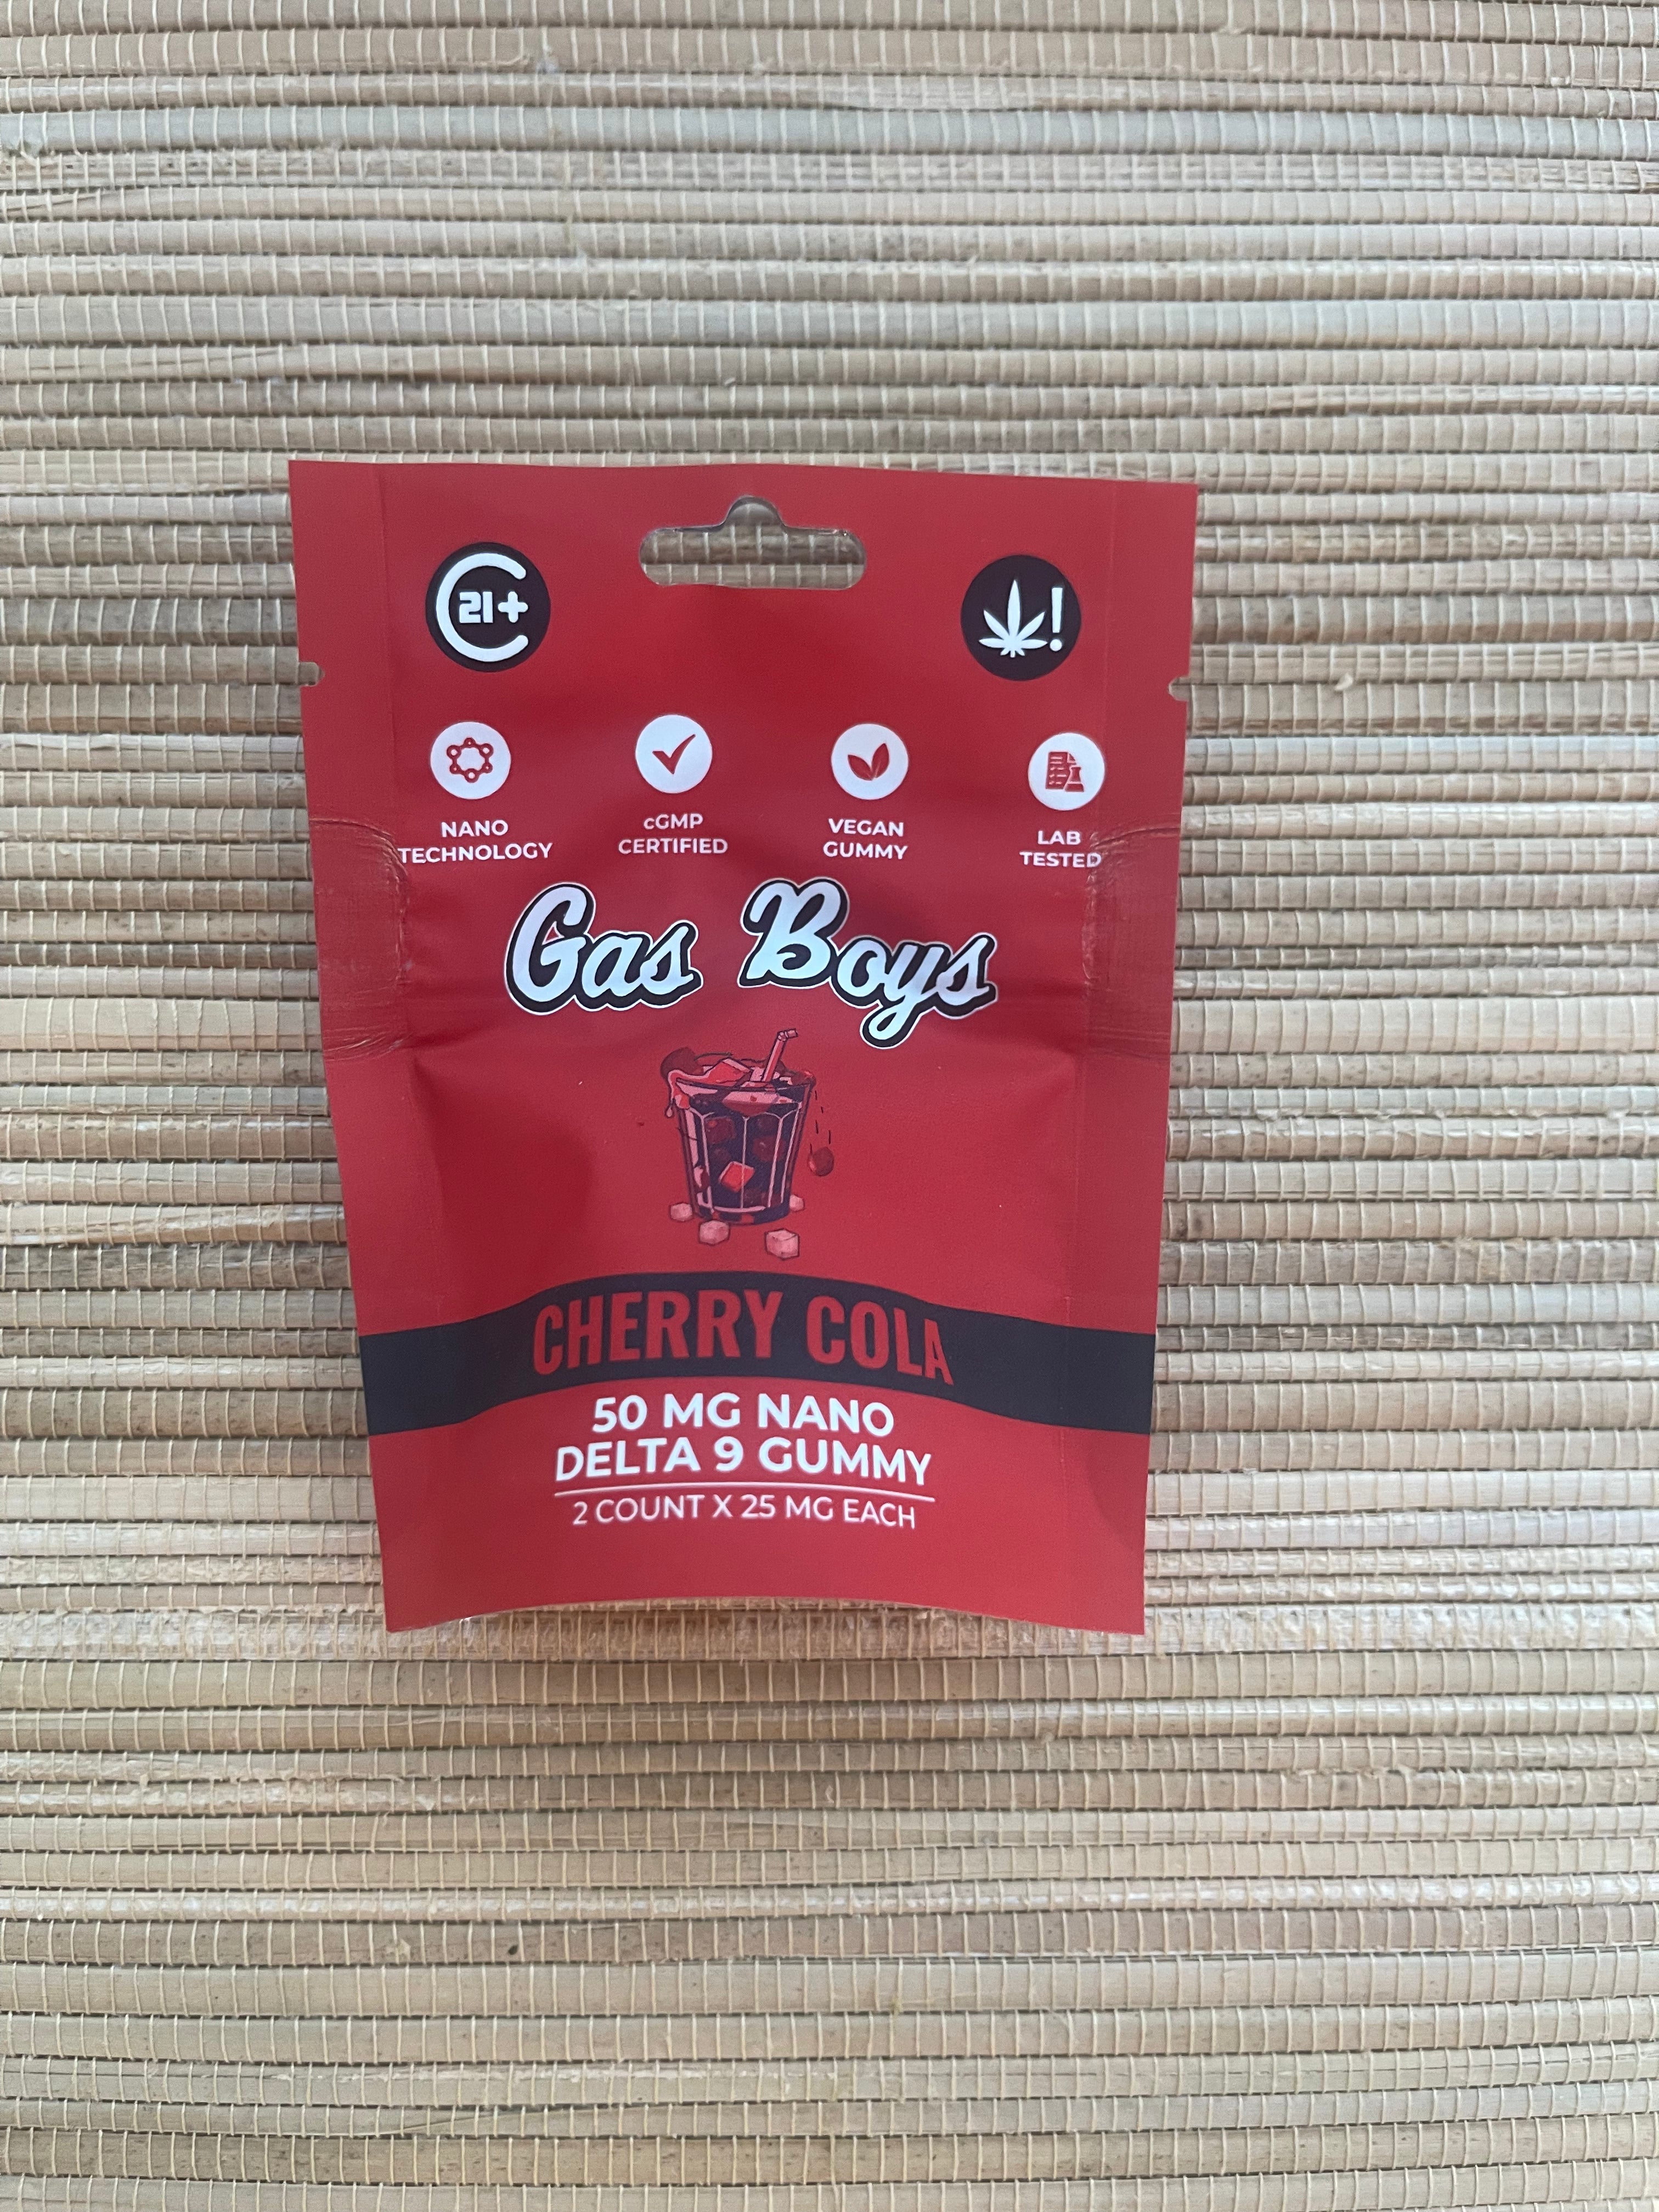 21+
!
NANO
TECHNOLOGY
cGMP
CERTIFIED
VEGAN
GUMMY
LAB
TESTED
Gas Boys
CHERRY COLA
50 MG NANO
DELTA 9 GUMMY
2 COUNT X 25 MG EACH